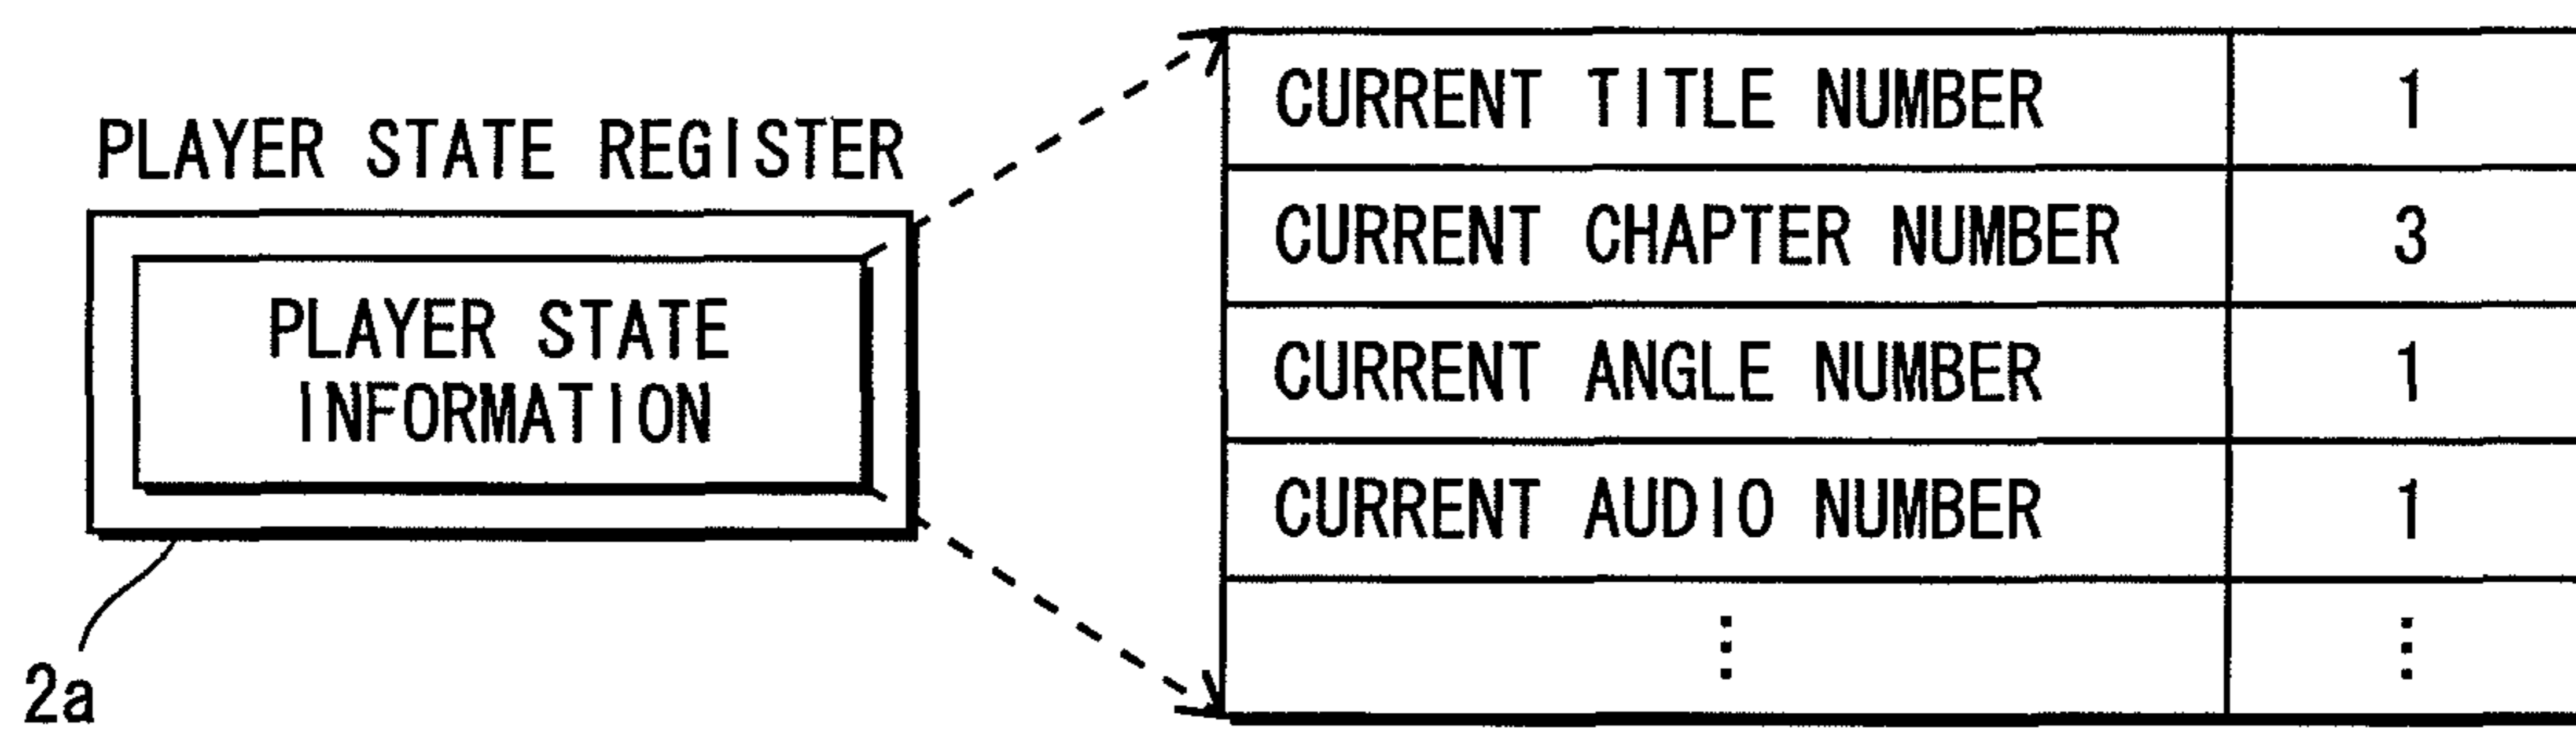 PLAYER STATE REGISTER
PLAYER STATE
INFORMATION
2a
CURRENT TITLE NUMBER 1
CURRENT CHAPTER NUMBER 3
CURRENT ANGLE NUMBER 1
CURRENT AUDIO NUMBER 1
⋮ ⋮